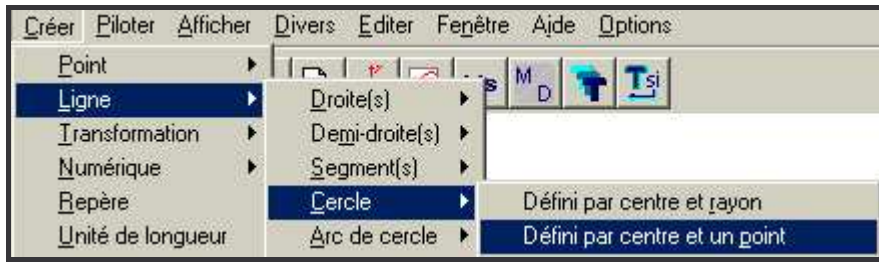 Créer Piloter Afficher Divers Editer Fenêtre Aide Options
Point
Ligne
Transformation
Numérique
Repère
Unité de longueur
Droite(s)
Demi-droite(s)
Segment(s)
Cercle
Arc de cercle
Défini par centre et rayon
Défini par centre et un point
M D
Tsi